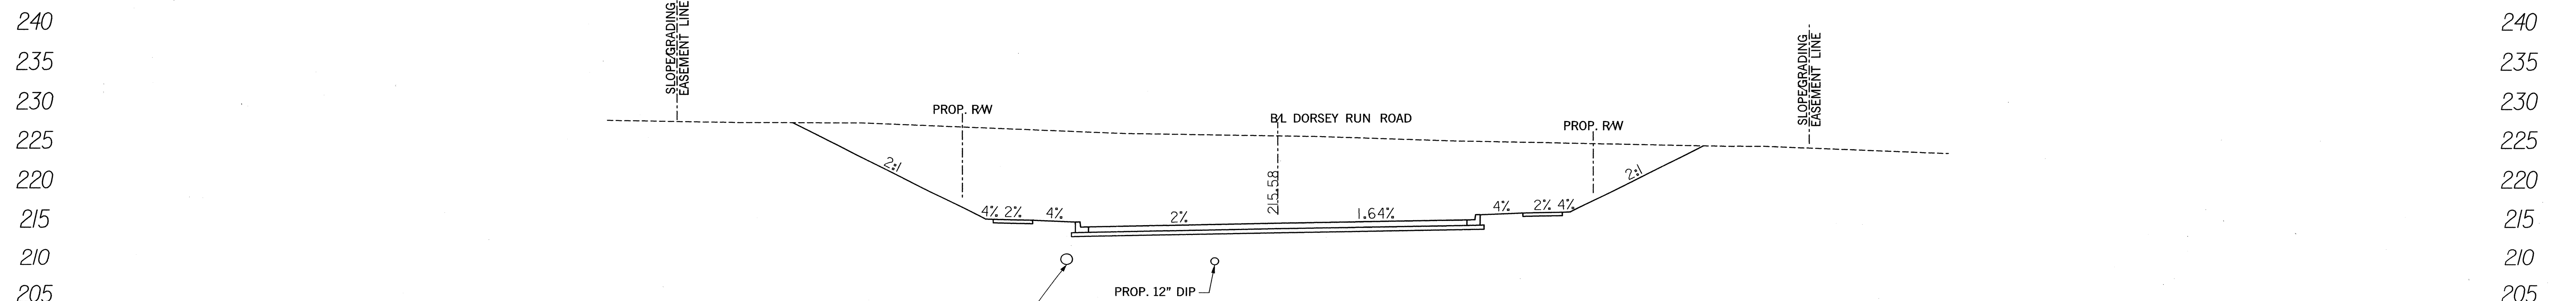 240
235
230
225
220
215
210
205
SLOPE/GRADING
EASEMENT LINE
PROP. R/W
B/L DORSEY RUN ROAD
PROP. R/W
SLOPE/GRADING
EASEMENT LINE
2:1
215.58
2:1
4% 2% 4%
2%
1.64%
4% 2% 4%
PROP. 12" DIP
240
235
230
225
220
215
210
205